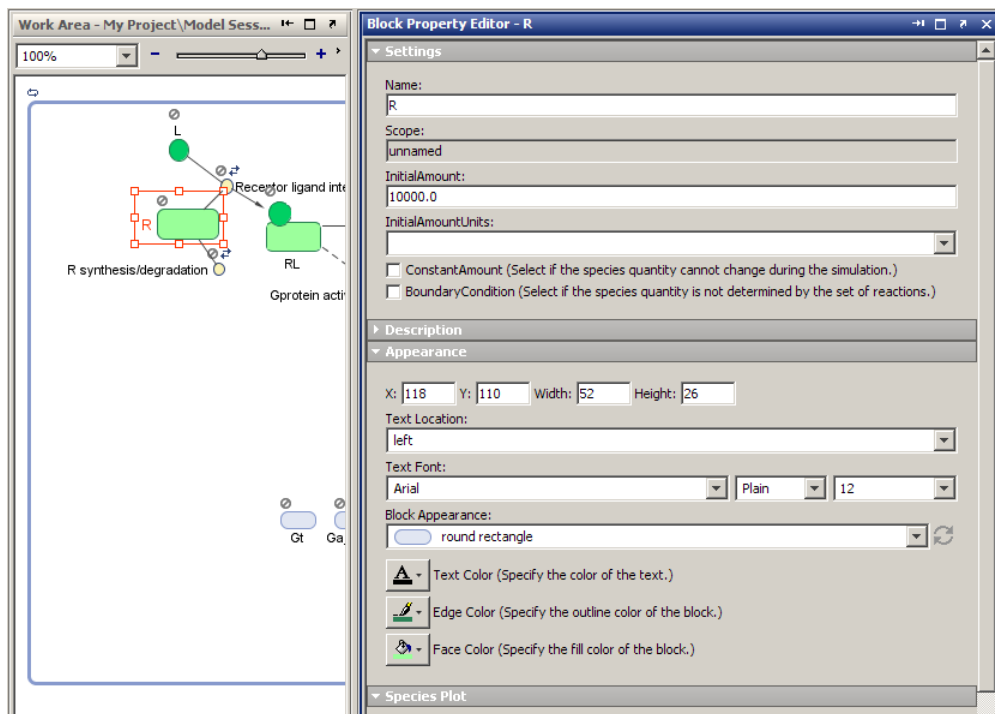 Work Area - My Project\Model Sess...
100%
L
Receptor ligand inte
R
RL
R synthesis/degradation
Gprotein activ
Gt
Ga
Block Property Editor - R
Settings
Name:
R
Scope:
unnamed
InitialAmount:
10000.0
InitialAmountUnits:
ConstantAmount (Select if the species quantity cannot change during the simulation.)
BoundaryCondition (Select if the species quantity is not determined by the set of reactions.)
Description
Appearance
X: 118 Y: 110 Width: 52 Height: 26
Text Location:
left
Text Font:
Arial Plain 12
Block Appearance:
round rectangle
A Text Color (Specify the color of the text.)
Edge Color (Specify the outline color of the block.)
Face Color (Specify the fill color of the block.)
Species Plot